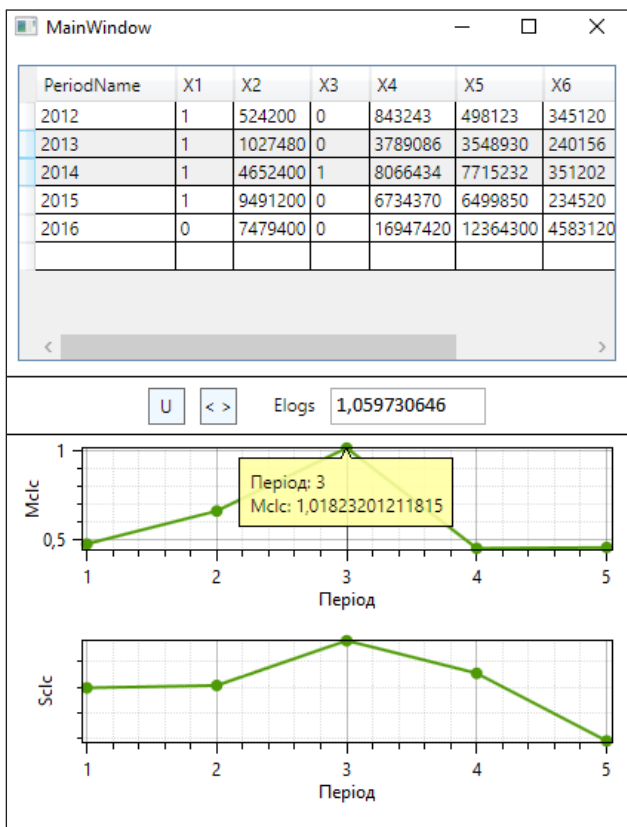 MainWindow
PeriodName X1 X2 X3 X4 X5 X6
2012 1 524200 0 843243 498123 345120
2013 1 1027480 0 3789086 3548930 240156
2014 1 4652400 1 8066434 7715232 351202
2015 1 9491200 0 6734370 6499850 234520
2016 0 7479400 0 16947420 12364300 4583120
U < > Elogs 1,059730646
1
Період: 3
Mclc: 1,01823201211815
Mclc
0,5
1 2 3 4 5
Період
Sclc
1 2 3 4 5
Період